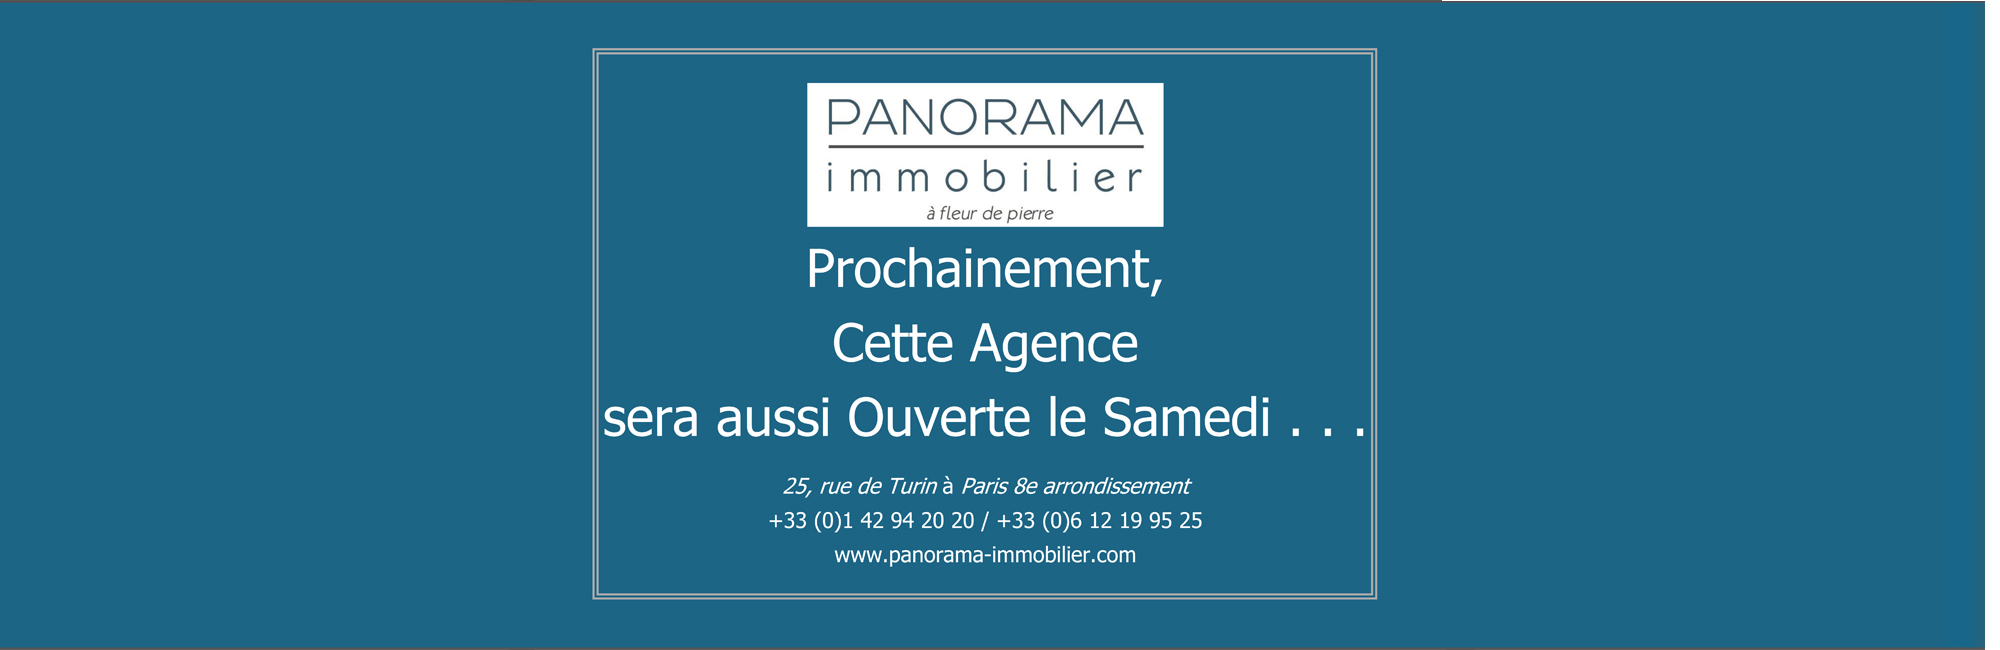 PANORAMA
immobilier
à fleur de pierre
Prochainement,
Cette Agence
sera aussi Ouverte le Samedi . . .
25, rue de Turin à Paris 8e arrondissement
+33 (0)1 42 94 20 20 / +33 (0)6 12 19 95 25
www.panorama-immobilier.com